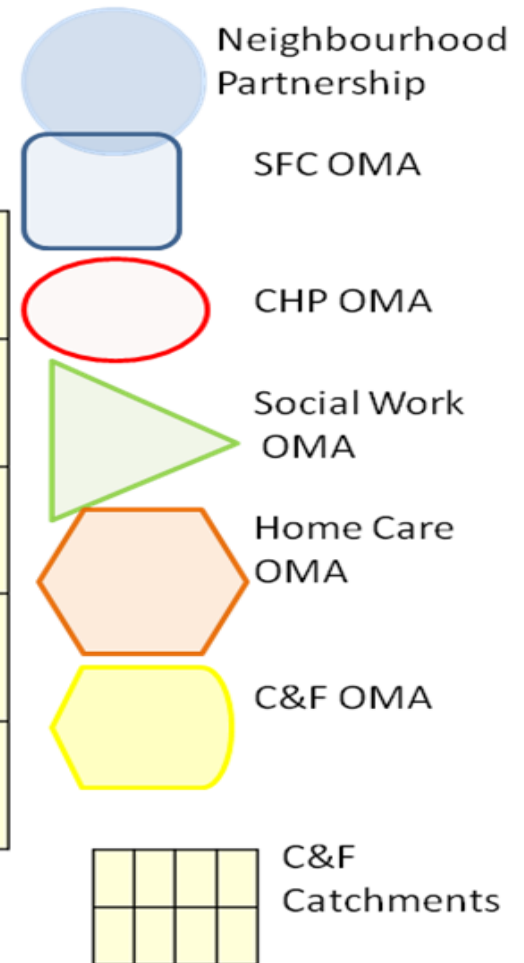 Neighbourhood
Partnership
SFC OMA
CHP OMA
Social Work
OMA
Home Care
OMA
C&F OMA
C&F
Catchments